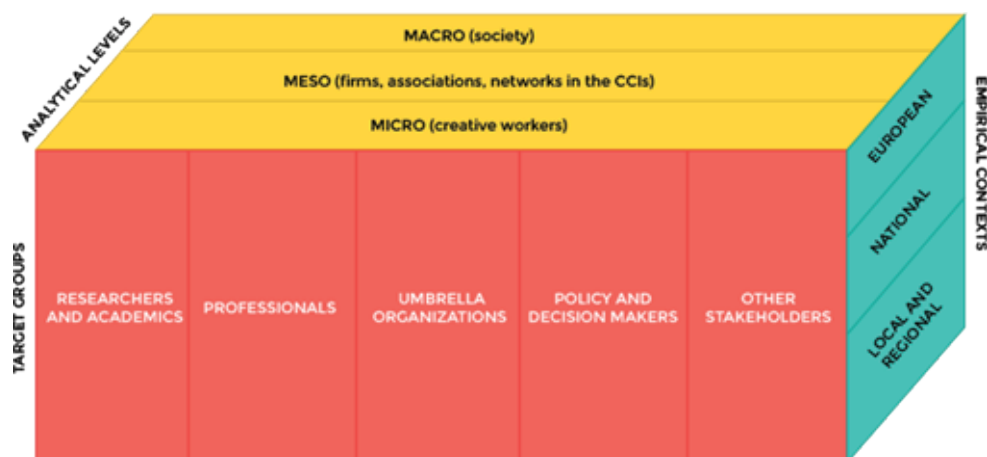 ANALYTICAL LEVELS
MACRO (society)
MESO (firms, associations, networks in the CCIs)
MICRO (creative workers)
TARGET GROUPS
RESEARCHERS
AND ACADEMICS
PROFESSIONALS
UMBRELLA
ORGANIZATIONS
POLICY AND
DECISION MAKERS
OTHER
STAKEHOLDERS
EUROPEAN
NATIONAL
LOCAL AND
REGIONAL
EMPIRICAL CONTEXTS